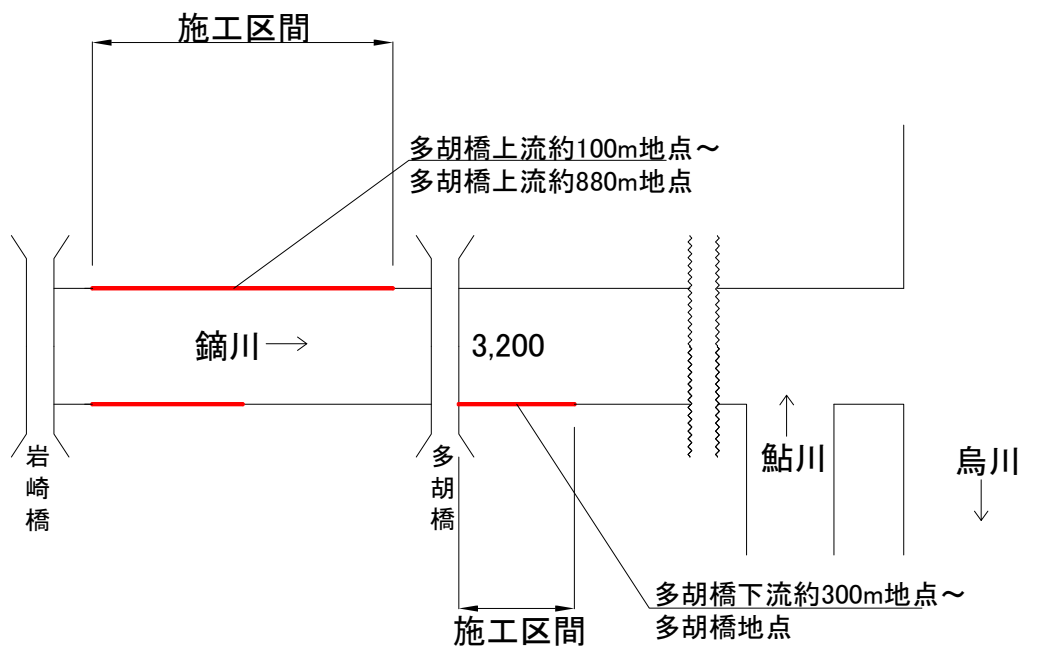 施工区間
多胡橋上流約100m地点～
多胡橋上流約880m地点
鏑川
3,200
岩崎橋
多胡橋
鮎川
烏川
多胡橋下流約300m地点～
多胡橋地点
施工区間